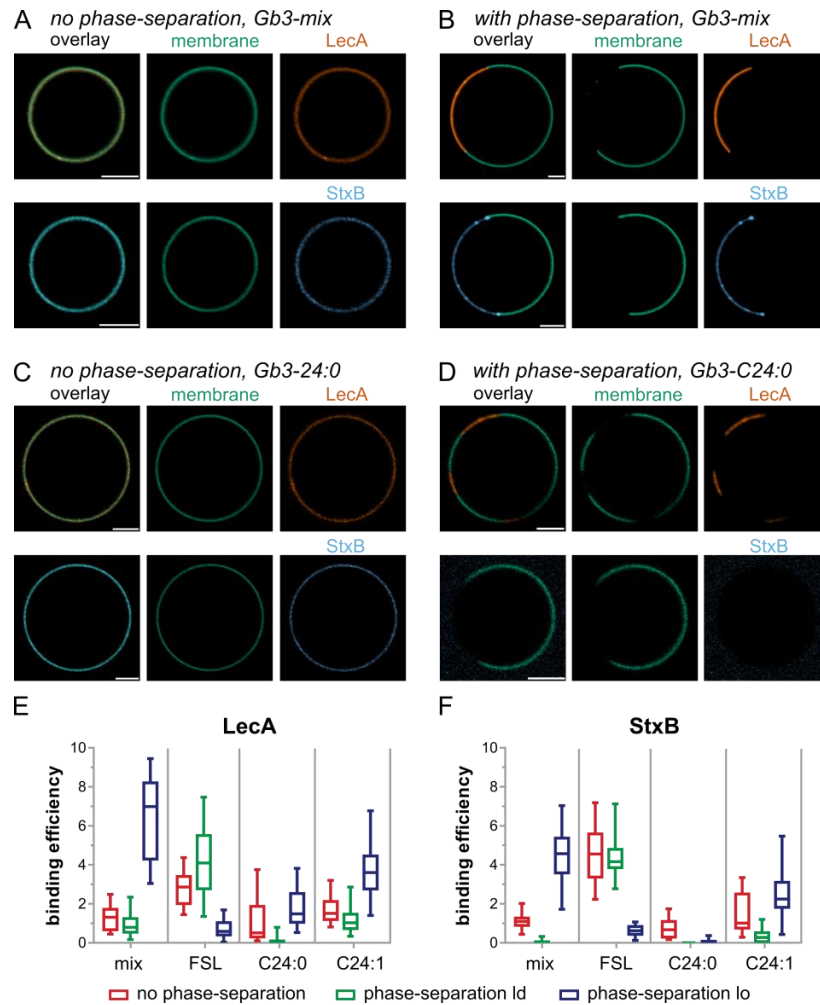 A no phase-separation, Gb3-mix
overlay membrane LecA
StxB
B with phase-separation, Gb3-mix
overlay membrane LecA
StxB
C no phase-separation, Gb3-24:0
overlay membrane LecA
StxB
D with phase-separation, Gb3-C24:0
overlay membrane LecA
StxB
E
LecA
binding efficiency
10
8
6
4
2
0
mix FSL C24:0 C24:1
F
StxB
binding efficiency
10
8
6
4
2
0
mix FSL C24:0 C24:1
no phase-separation phase-separation ld phase-separation lo